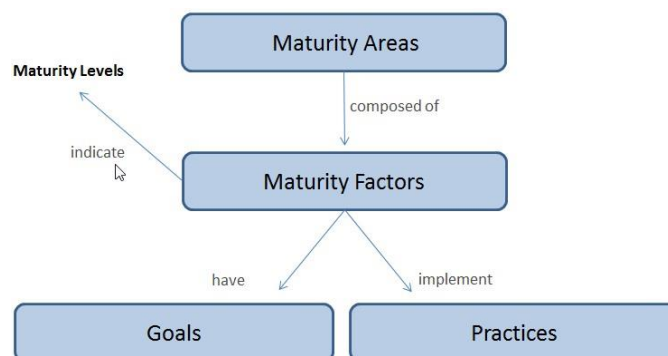 Maturity Areas
Maturity Levels
composed of
indicate
Maturity Factors
have
implement
Goals
Practices